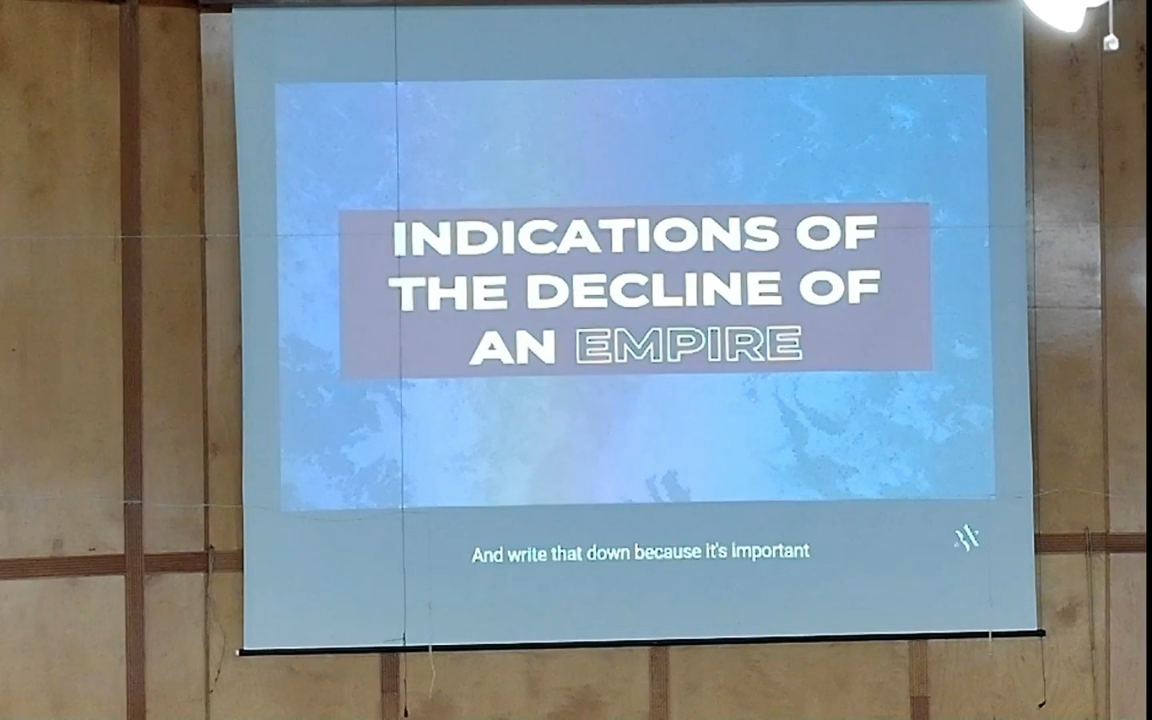 INDICATIONS OF
THE DECLINE OF
AN EMPIRE
And write that down because it's important